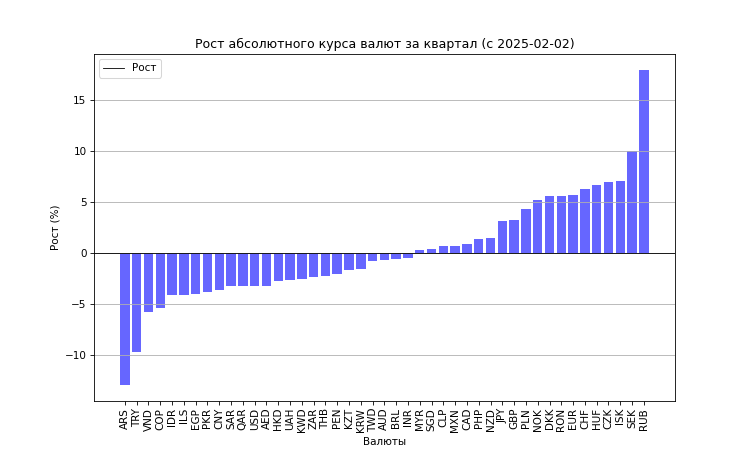 Рост абсолютного курса валют за квартал (с 2025-02-02)
Рост
Рост (%)
15
10
5
0
−5
−10
ARS TRY VND COP IDR ILS EGP PKR CNY SAR QAR USD AED HKD UAH KWD ZAR THB PEN KZT KRW TWD AUD BRL INR MYR SGD CLP MXN CAD PHP NZD JPY GBP PLN NOK DKK RON EUR CHF HUF CZK ISK SEK RUB
Валюты